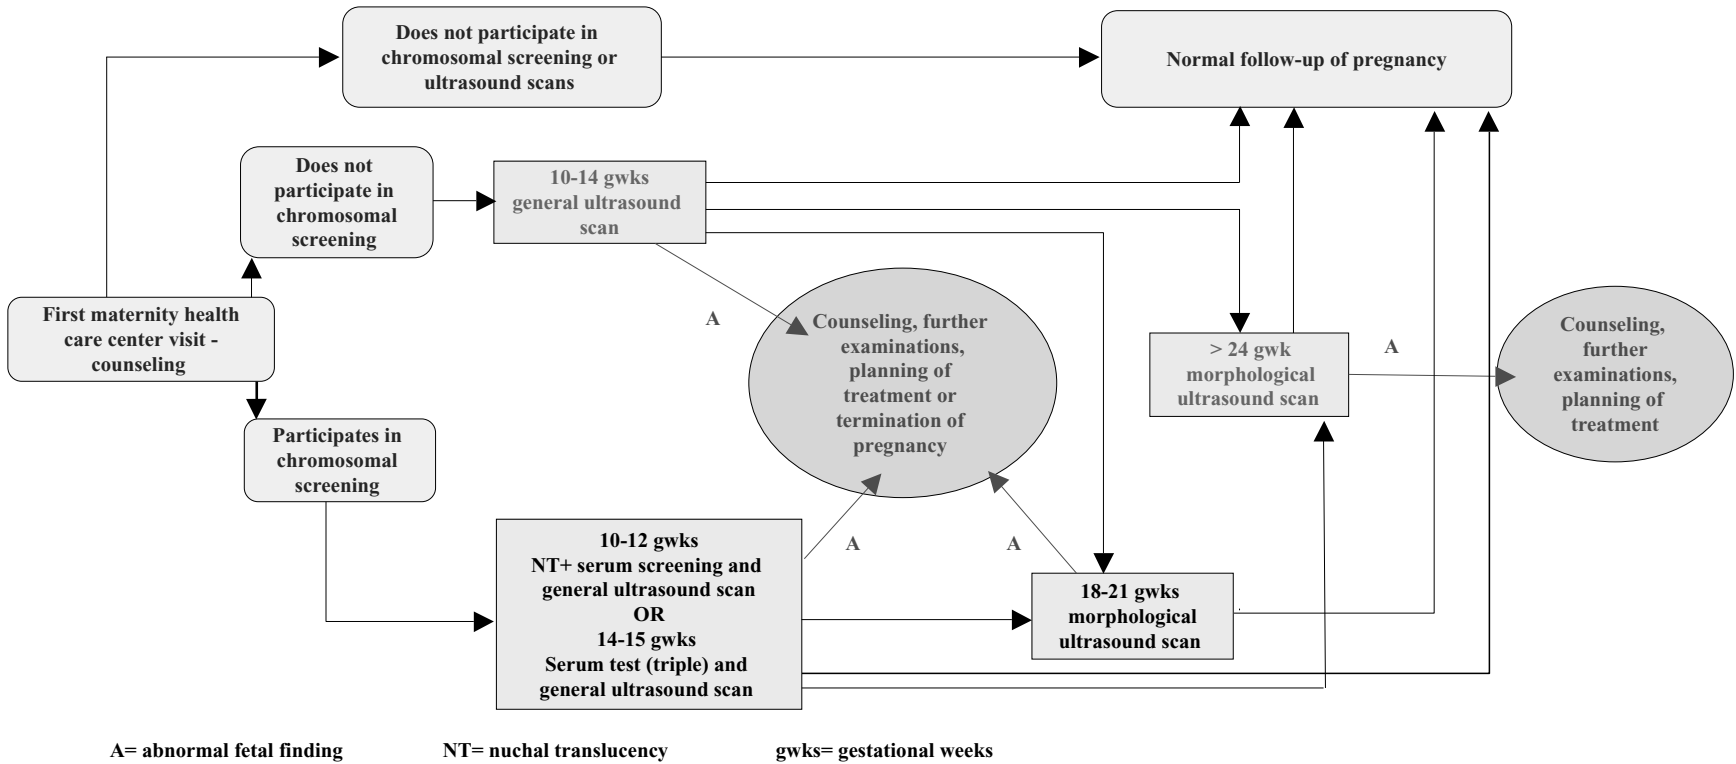 Does not participate in
chromosomal screening or
ultrasound scans
Normal follow-up of pregnancy
Does not
participate in
chromosomal
screening
10-14 gwks
general ultrasound
scan
First maternity health
care center visit -
counseling
A
Counseling, further
examinations,
planning of
treatment or
termination of
pregnancy
> 24 gwk
morphological
ultrasound scan
A
Counseling,
further
examinations,
planning of
treatment
Participates in
chromosomal
screening
10-12 gwks
NT+ serum screening and
general ultrasound scan
OR
14-15 gwks
Serum test (triple) and
general ultrasound scan
A
A
18-21 gwks
morphological
ultrasound scan
A= abnormal fetal finding
NT= nuchal translucency
gwks= gestational weeks